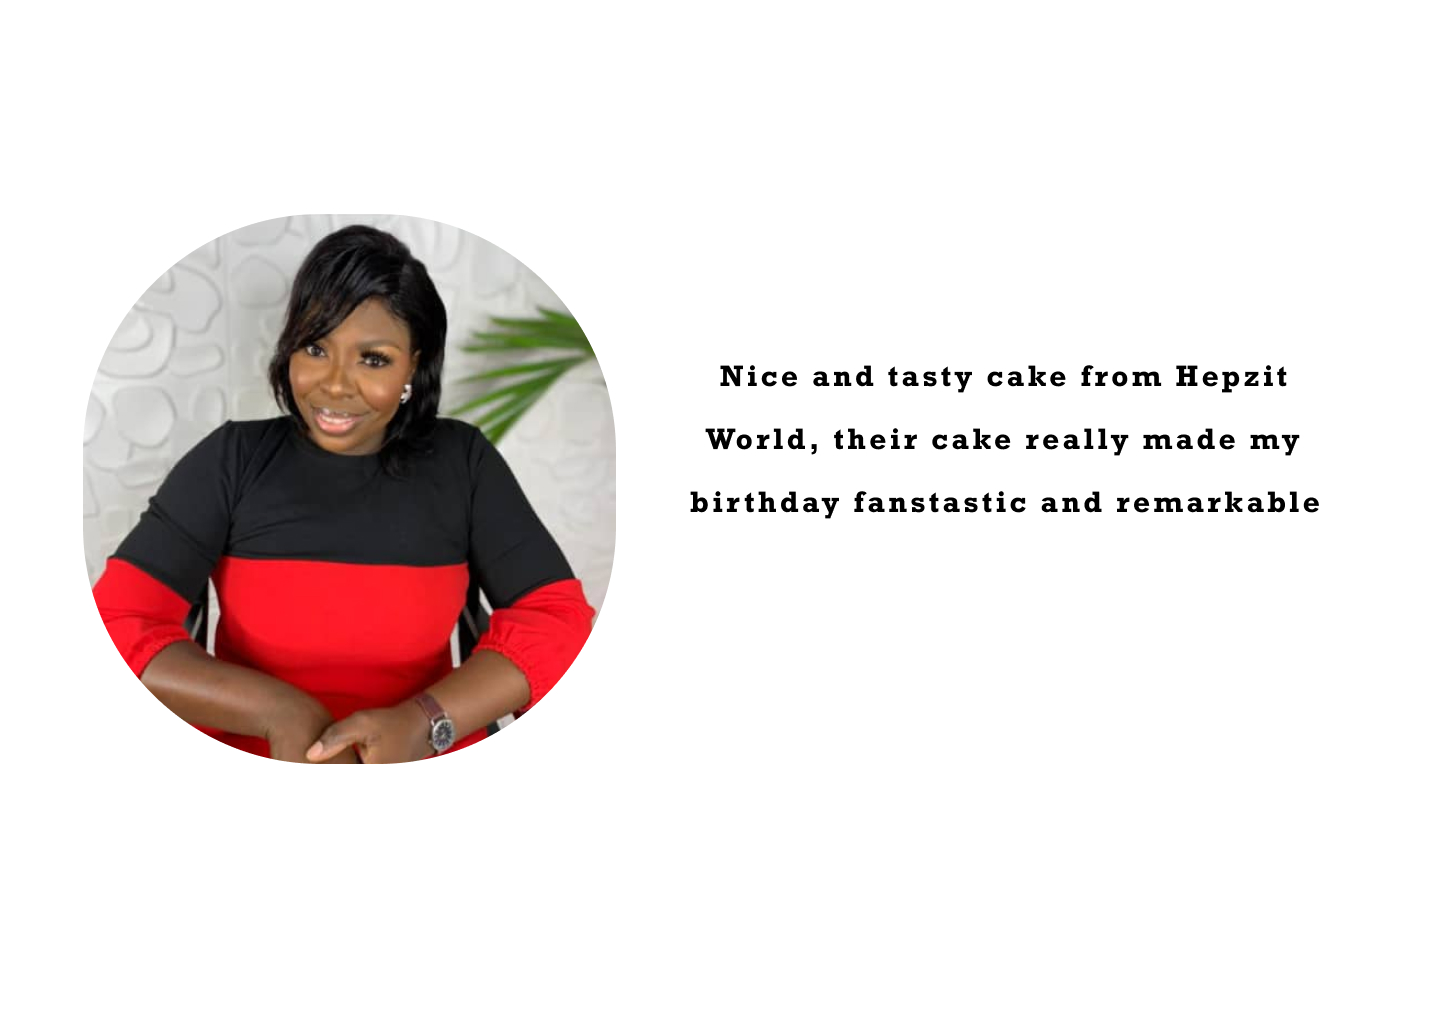 Nice and tasty cake from Hepzit
World, their cake really made my
birthday fanstastic and remarkable